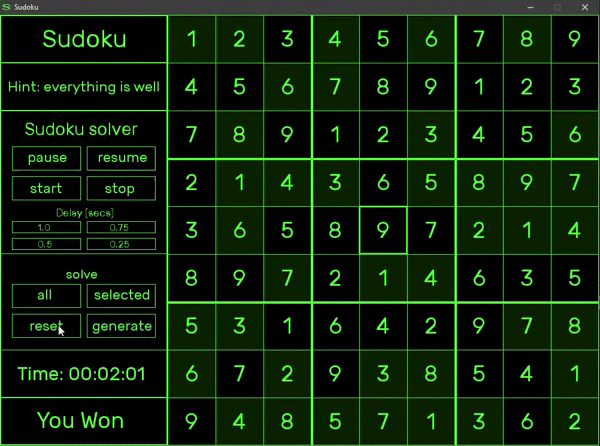 Sudoku
Sudoku
Hint: everything is well
Sudoku solver
pause resume
start stop
Delay [secs]
1.0 0.75
0.5 0.25
solve
all selected
reset generate
Time: 00:02:01
You Won
1 2 3 4 5 6 7 8 9
4 5 6 7 8 9 1 2 3
7 8 9 1 2 3 4 5 6
2 1 4 3 6 5 8 9 7
3 6 5 8 9 7 2 1 4
8 9 7 2 1 4 6 3 5
5 3 1 6 4 2 9 7 8
6 7 2 9 3 8 5 4 1
9 4 8 5 7 1 3 6 2